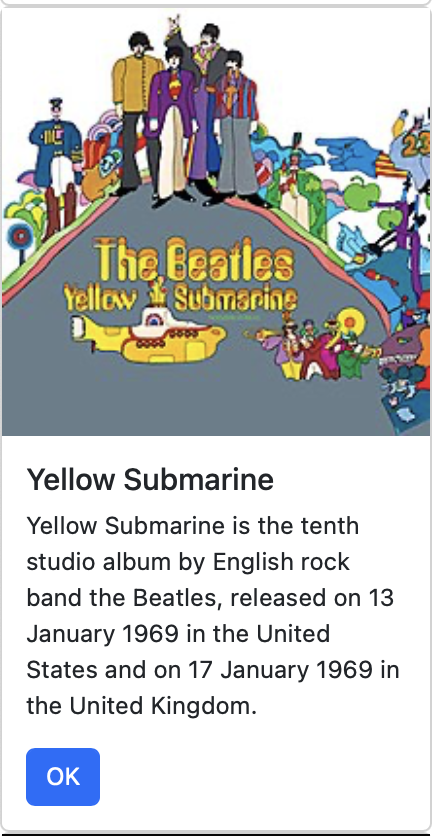 The Beatles
Yellow Submarine
Yellow Submarine
Yellow Submarine is the tenth
studio album by English rock
band the Beatles, released on 13
January 1969 in the United
States and on 17 January 1969 in
the United Kingdom.
OK